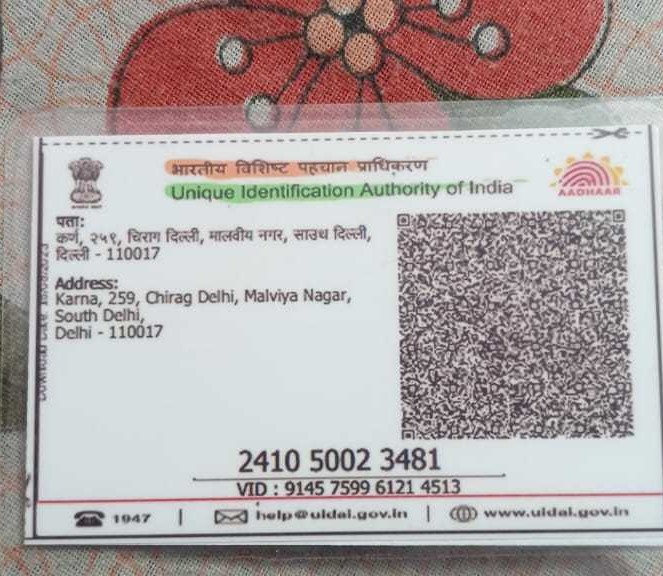 भारतीय विशिष्ट पहचान प्राधिकरण
Unique Identification Authority of India
AADHAAR
पता:
कर्ण, २५९, चिराग दिल्ली, मालवीय नगर, साउथ दिल्ली,
दिल्ली - 110017
Address:
Karna, 259, Chirag Delhi, Malviya Nagar,
South Delhi,
Delhi - 110017
2410 5002 3481
VID : 9145 7599 6121 4513
1947 | help@uidai.gov.in | www.uidai.gov.in